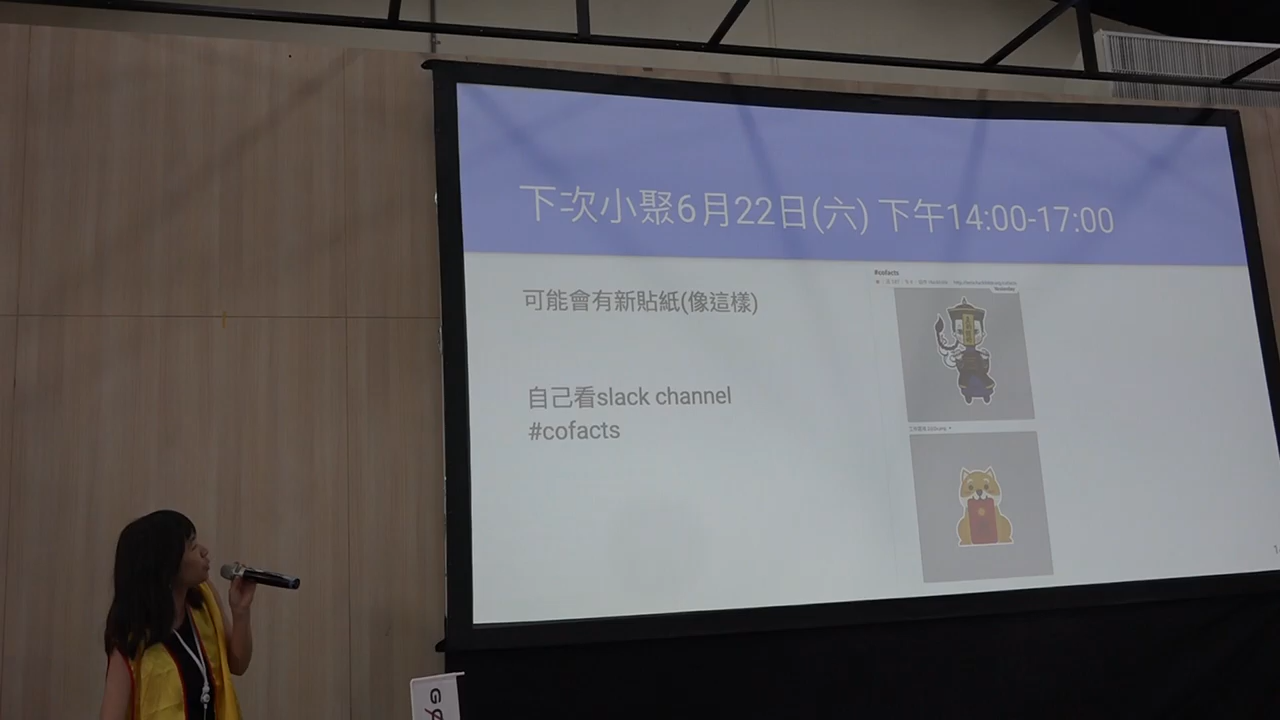 下次小聚6月22日(六) 下午14:00-17:00
可能會有新貼紙(像這樣)
自己看slack channel
#cofacts
#cofacts
Yesterday